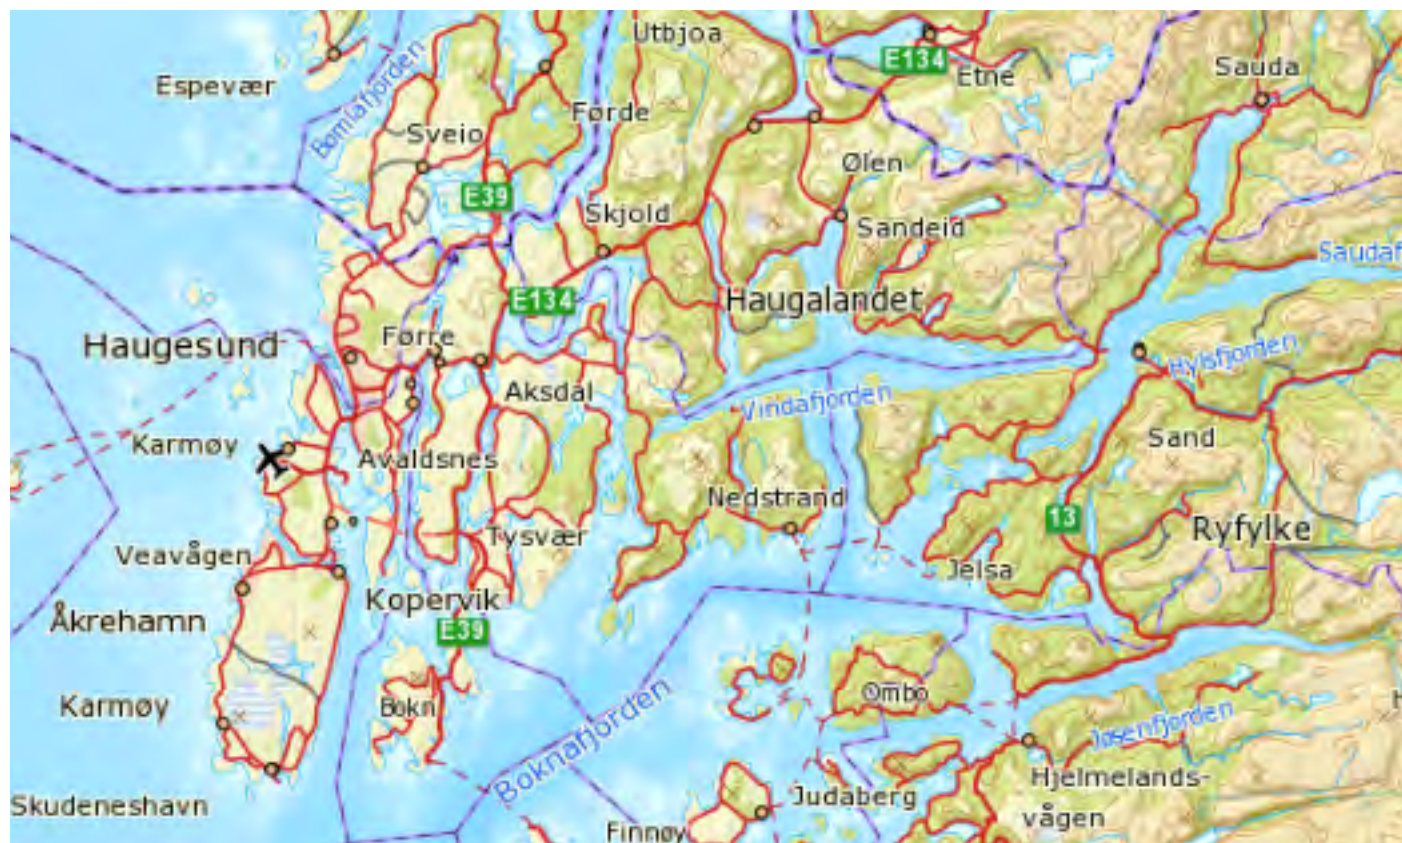 Utbjoa
E134
Etne
Sauda
Espevær
Bømlafjorden
Førde
Sveio
Ølen
E39
Skjold
Sandeid
Saudaf
E134
Haugalandet
Førre
Haugesund
Hylsfjorden
Aksdal
Vindafjorden
Karmøy
Avaldsnes
Sand
Nedstrand
13
Ryfylke
Tysvær
Veavågen
Jelsa
Kopervik
Åkrehamn
E39
Ombo
Karmøy
Bokn
H
Boknafjorden
Jøsenfjorden
Hjelmelands-
vågen
Judaberg
Skudeneshavn
Finnøy